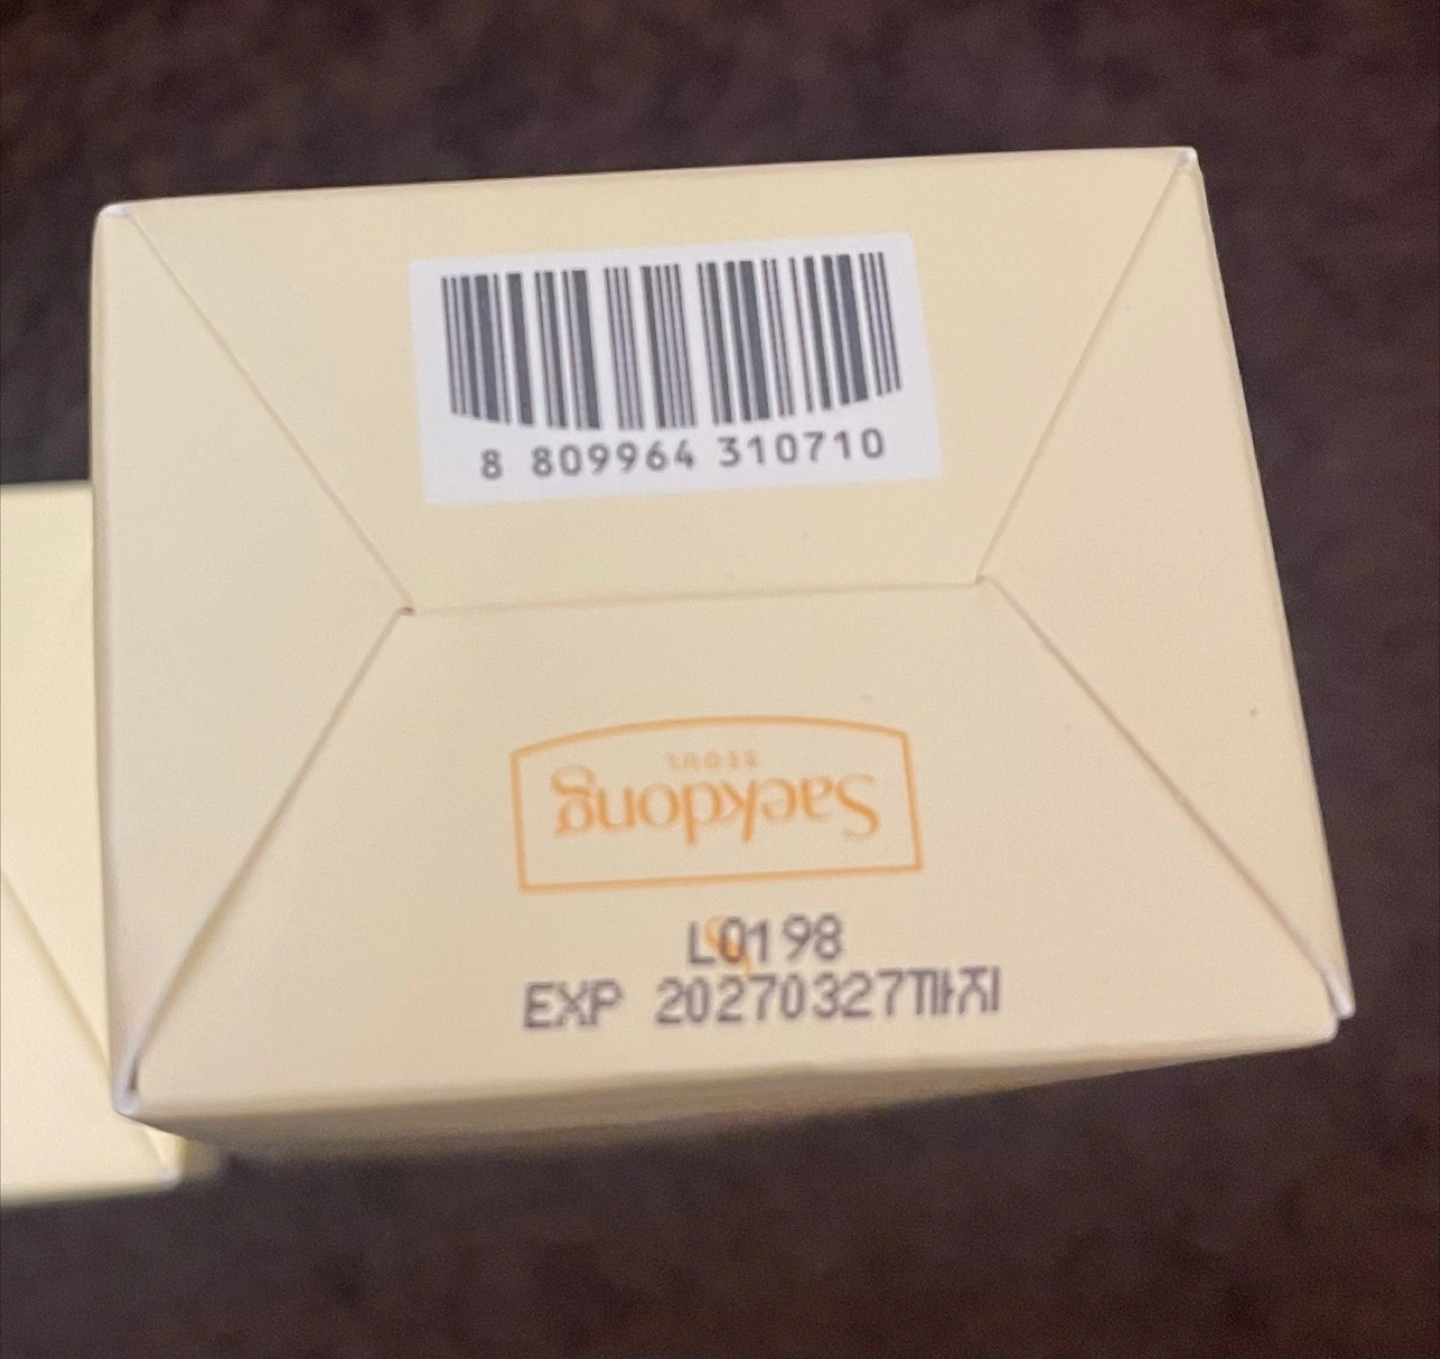 8 809964 310710
Saekdong
SEOUL
L0198
EXP 20270327까지